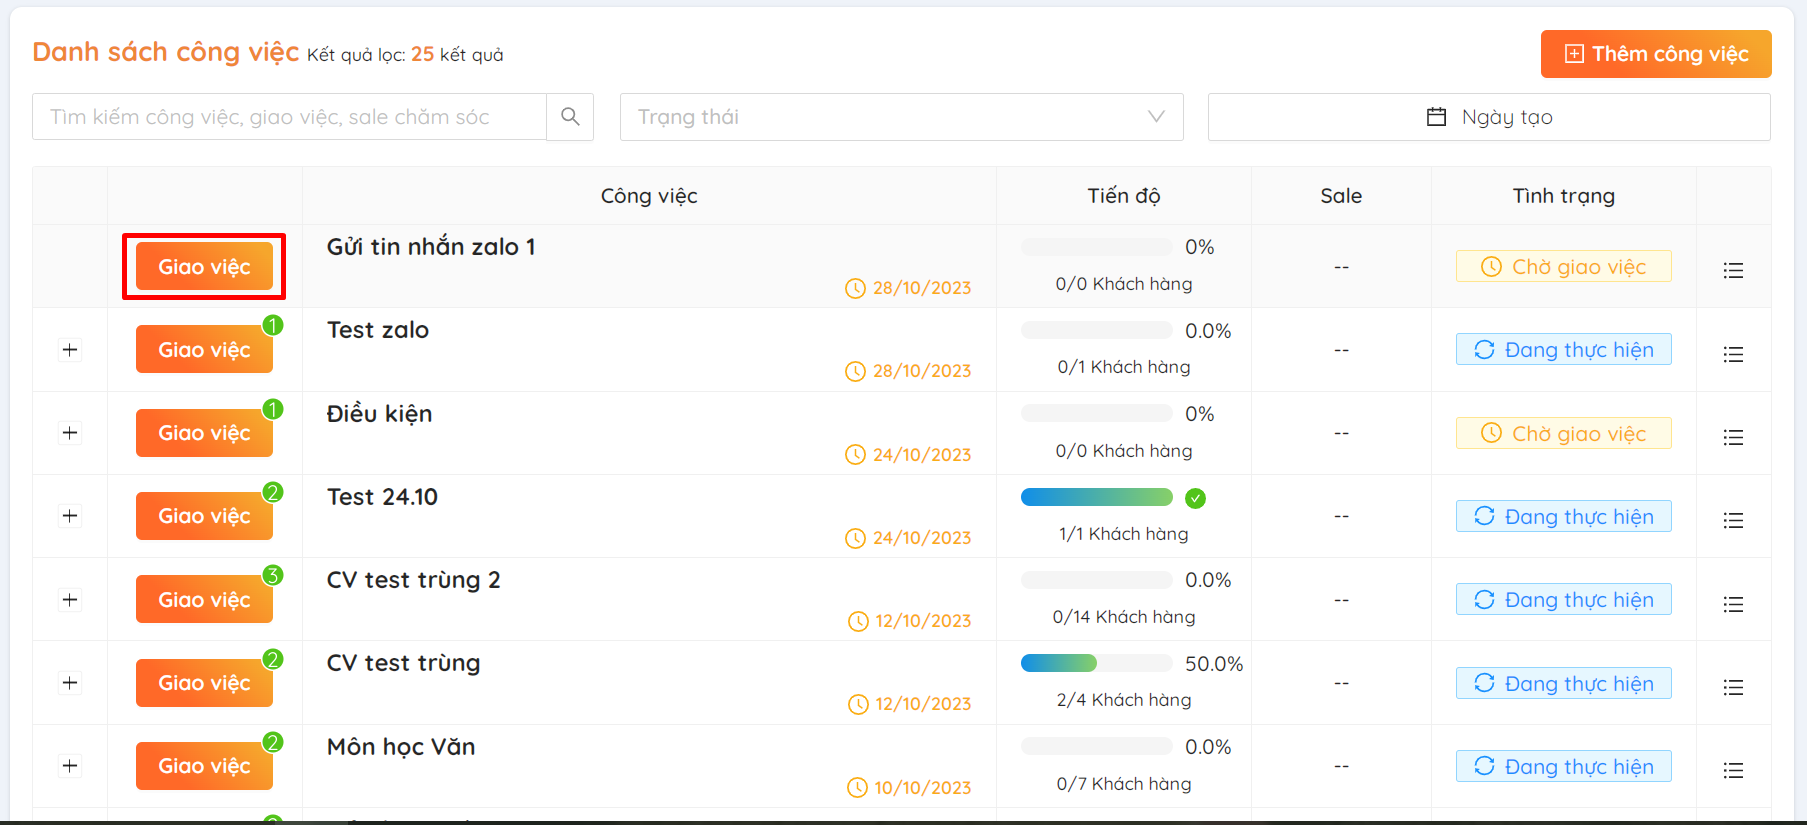 Danh sách công việc Kết quả lọc: 25 kết quả
Thêm công việc
Tìm kiếm công việc, giao việc, sale chăm sóc
Trạng thái
Ngày tạo
Công việc Tiến độ Sale Tình trạng
Giao việc
Gửi tin nhắn zalo 1
28/10/2023
0%
0/0 Khách hàng
--
Chờ giao việc
Giao việc
1
Test zalo
28/10/2023
0.0%
0/1 Khách hàng
--
Đang thực hiện
Giao việc
1
Điều kiện
24/10/2023
0%
0/0 Khách hàng
--
Chờ giao việc
Giao việc
2
Test 24.10
24/10/2023
1/1 Khách hàng
--
Đang thực hiện
Giao việc
3
CV test trùng 2
12/10/2023
0.0%
0/14 Khách hàng
--
Đang thực hiện
Giao việc
2
CV test trùng
12/10/2023
50.0%
2/4 Khách hàng
--
Đang thực hiện
Giao việc
2
Môn học Văn
10/10/2023
0.0%
0/7 Khách hàng
--
Đang thực hiện